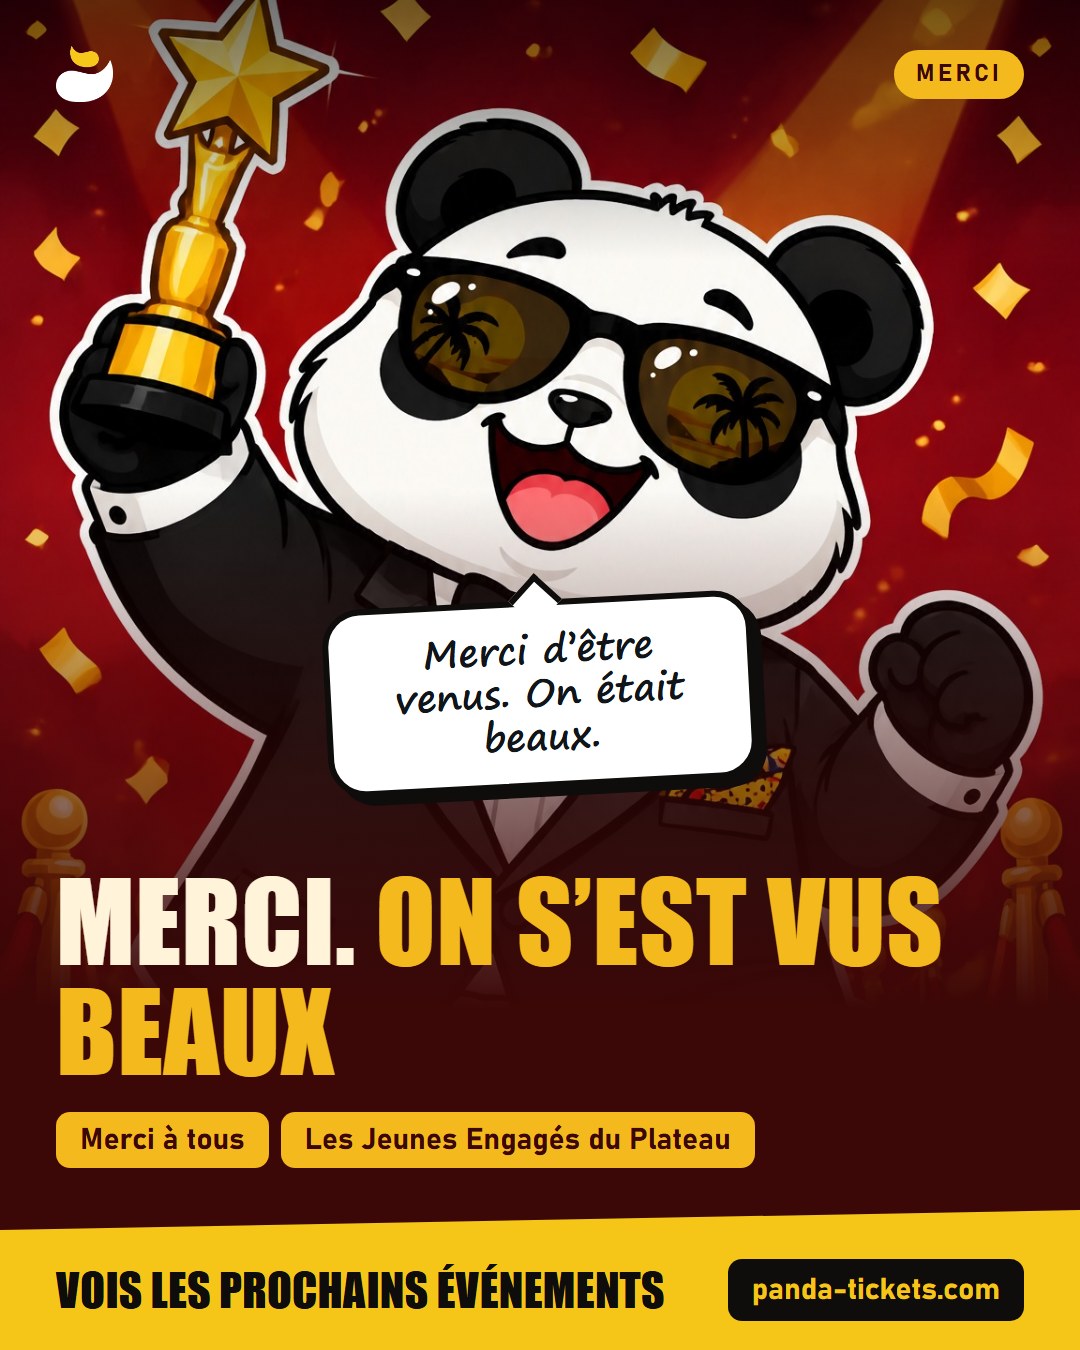 MERCI
Merci d’être
venus. On était
beaux.
MERCI. ON S’EST VUS
BEAUX
Merci à tous
Les Jeunes Engagés du Plateau
VOIS LES PROCHAINS ÉVÉNEMENTS
panda-tickets.com